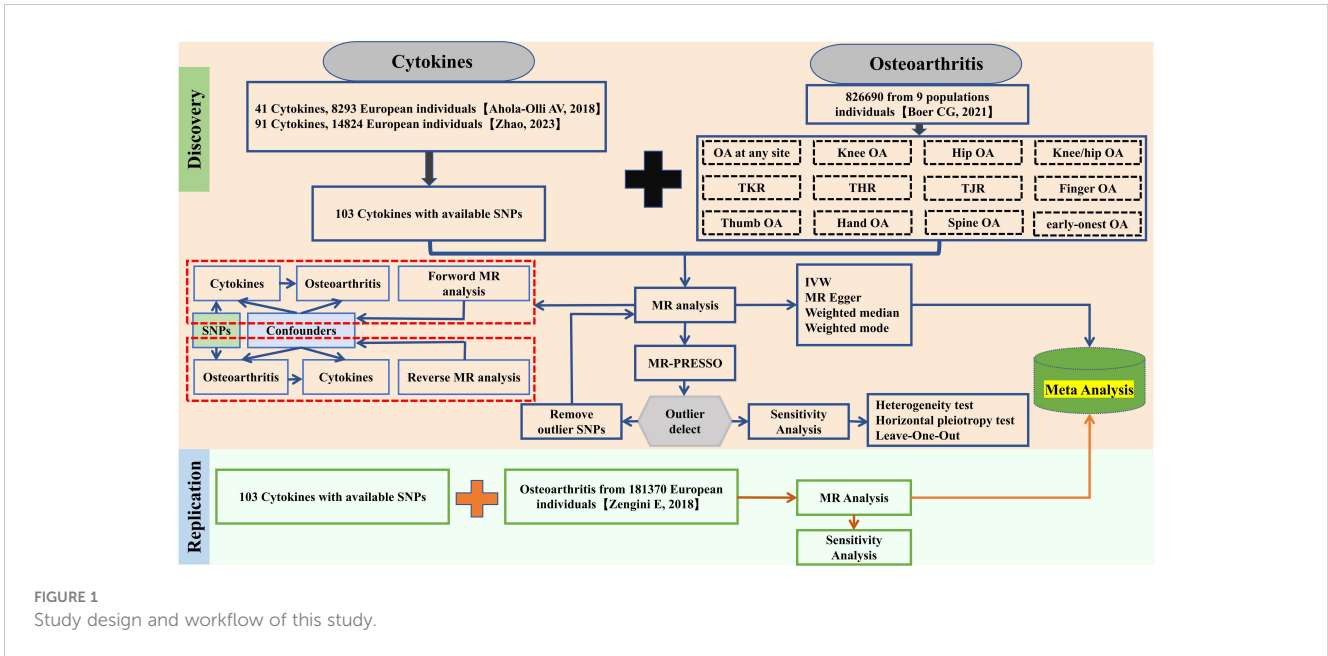 Discovery
Cytokines
41 Cytokines, 8293 European individuals【Ahola-Olli AV, 2018】
91 Cytokines, 14824 European individuals【Zhao, 2023】
103 Cytokines with available SNPs
Osteoarthritis
826690 from 9 populations
individuals【Boer CG, 2021】
OA at any site
Knee OA
Hip OA
Knee/hip OA
TKR
THR
TJR
Finger OA
Thumb OA
Hand OA
Spine OA
early-onest OA
Cytokines
Osteoarthritis
Forword MR
analysis
SNPs
Confounders
Osteoarthritis
Cytokines
Reverse MR analysis
MR analysis
IVW
MR Egger
Weighted median
Weighted mode
MR-PRESSO
Remove
outlier SNPs
Outlier
delect
Sensitivity
Analysis
Heterogeneity test
Horizontal pleiotropy test
Leave-One-Out
Meta Analysis
Replication
103 Cytokines with available SNPs
Osteoarthritis from 181370 European
individuals【Zengini E, 2018】
MR Analysis
Sensitivity
Analysis
FIGURE 1
Study design and workflow of this study.